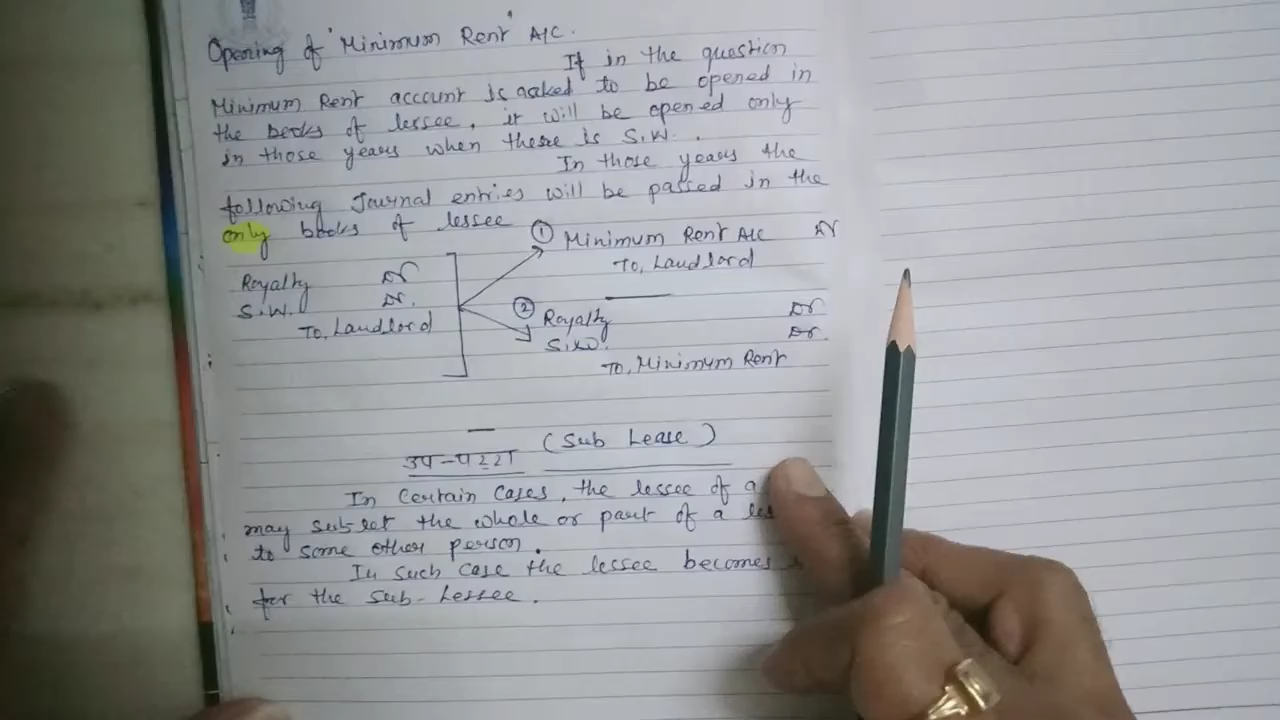 Opening of "Minimum Rent" A/C.
If in the question
Minimum Rent account is asked to be opened in
the books of lessee, it will be opened only
in those years when there is S.W. .
In those years the
following Journal entries will be passed in the
only books of lessee
① Minimum Rent A/c Dr
To, Landlord
Royalty Dr
S.W. Dr.
To, Landlord
② Royalty Dr
S.W. Dr.
To, Minimum Rent
उप-पट्टा (Sub Lease)
In Certain Cases, the lessee of a
may sublet the whole or part of a
to some other person.
In such case the lessee becomes
for the Sub-Lessee.